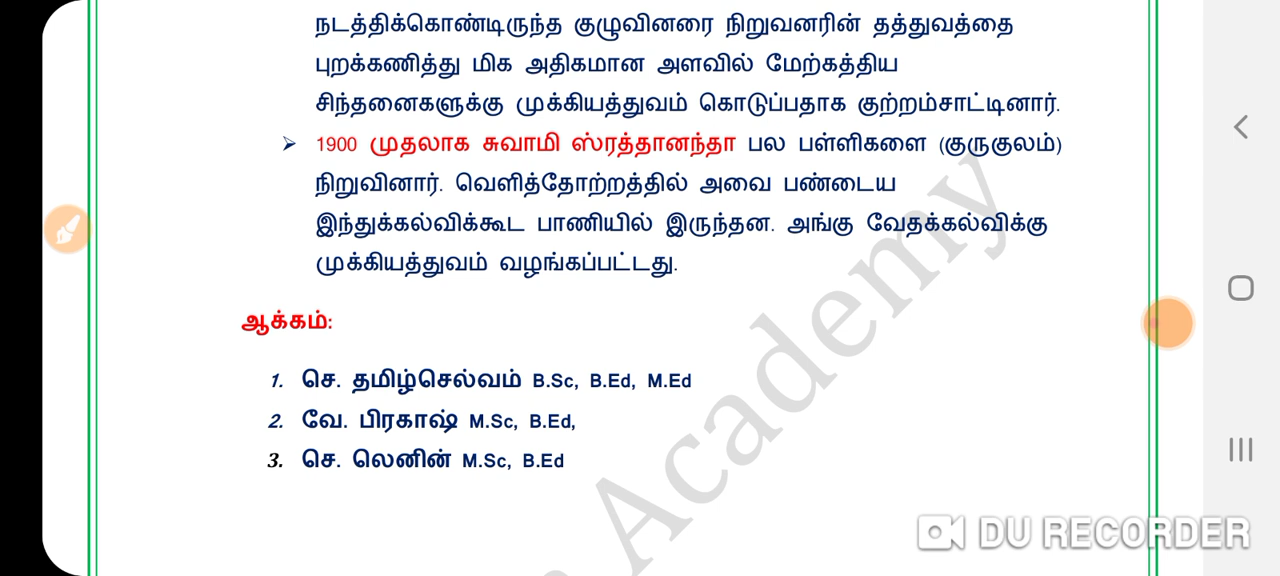 நடத்திக்கொண்டிருந்த குழுவினரை நிறுவனரின் தத்துவத்தை
புறக்கணித்து மிக அதிகமான அளவில் மேற்கத்திய
சிந்தனைகளுக்கு முக்கியத்துவம் கொடுப்பதாக குற்றம்சாட்டினார்.
➢ 1900 முதலாக சுவாமி ஸ்ரத்தானந்தா பல பள்ளிகளை (குருகுலம்)
நிறுவினார். வெளித்தோற்றத்தில் அவை பண்டைய
இந்துக்கல்விக்கூட பாணியில் இருந்தன. அங்கு வேதக்கல்விக்கு
முக்கியத்துவம் வழங்கப்பட்டது.
ஆக்கம்:
1. செ. தமிழ்செல்வம் B.Sc, B.Ed, M.Ed
2. வே. பிரகாஷ் M.Sc, B.Ed,
3. செ. லெனின் M.Sc, B.Ed
Academy
DU RECORDER